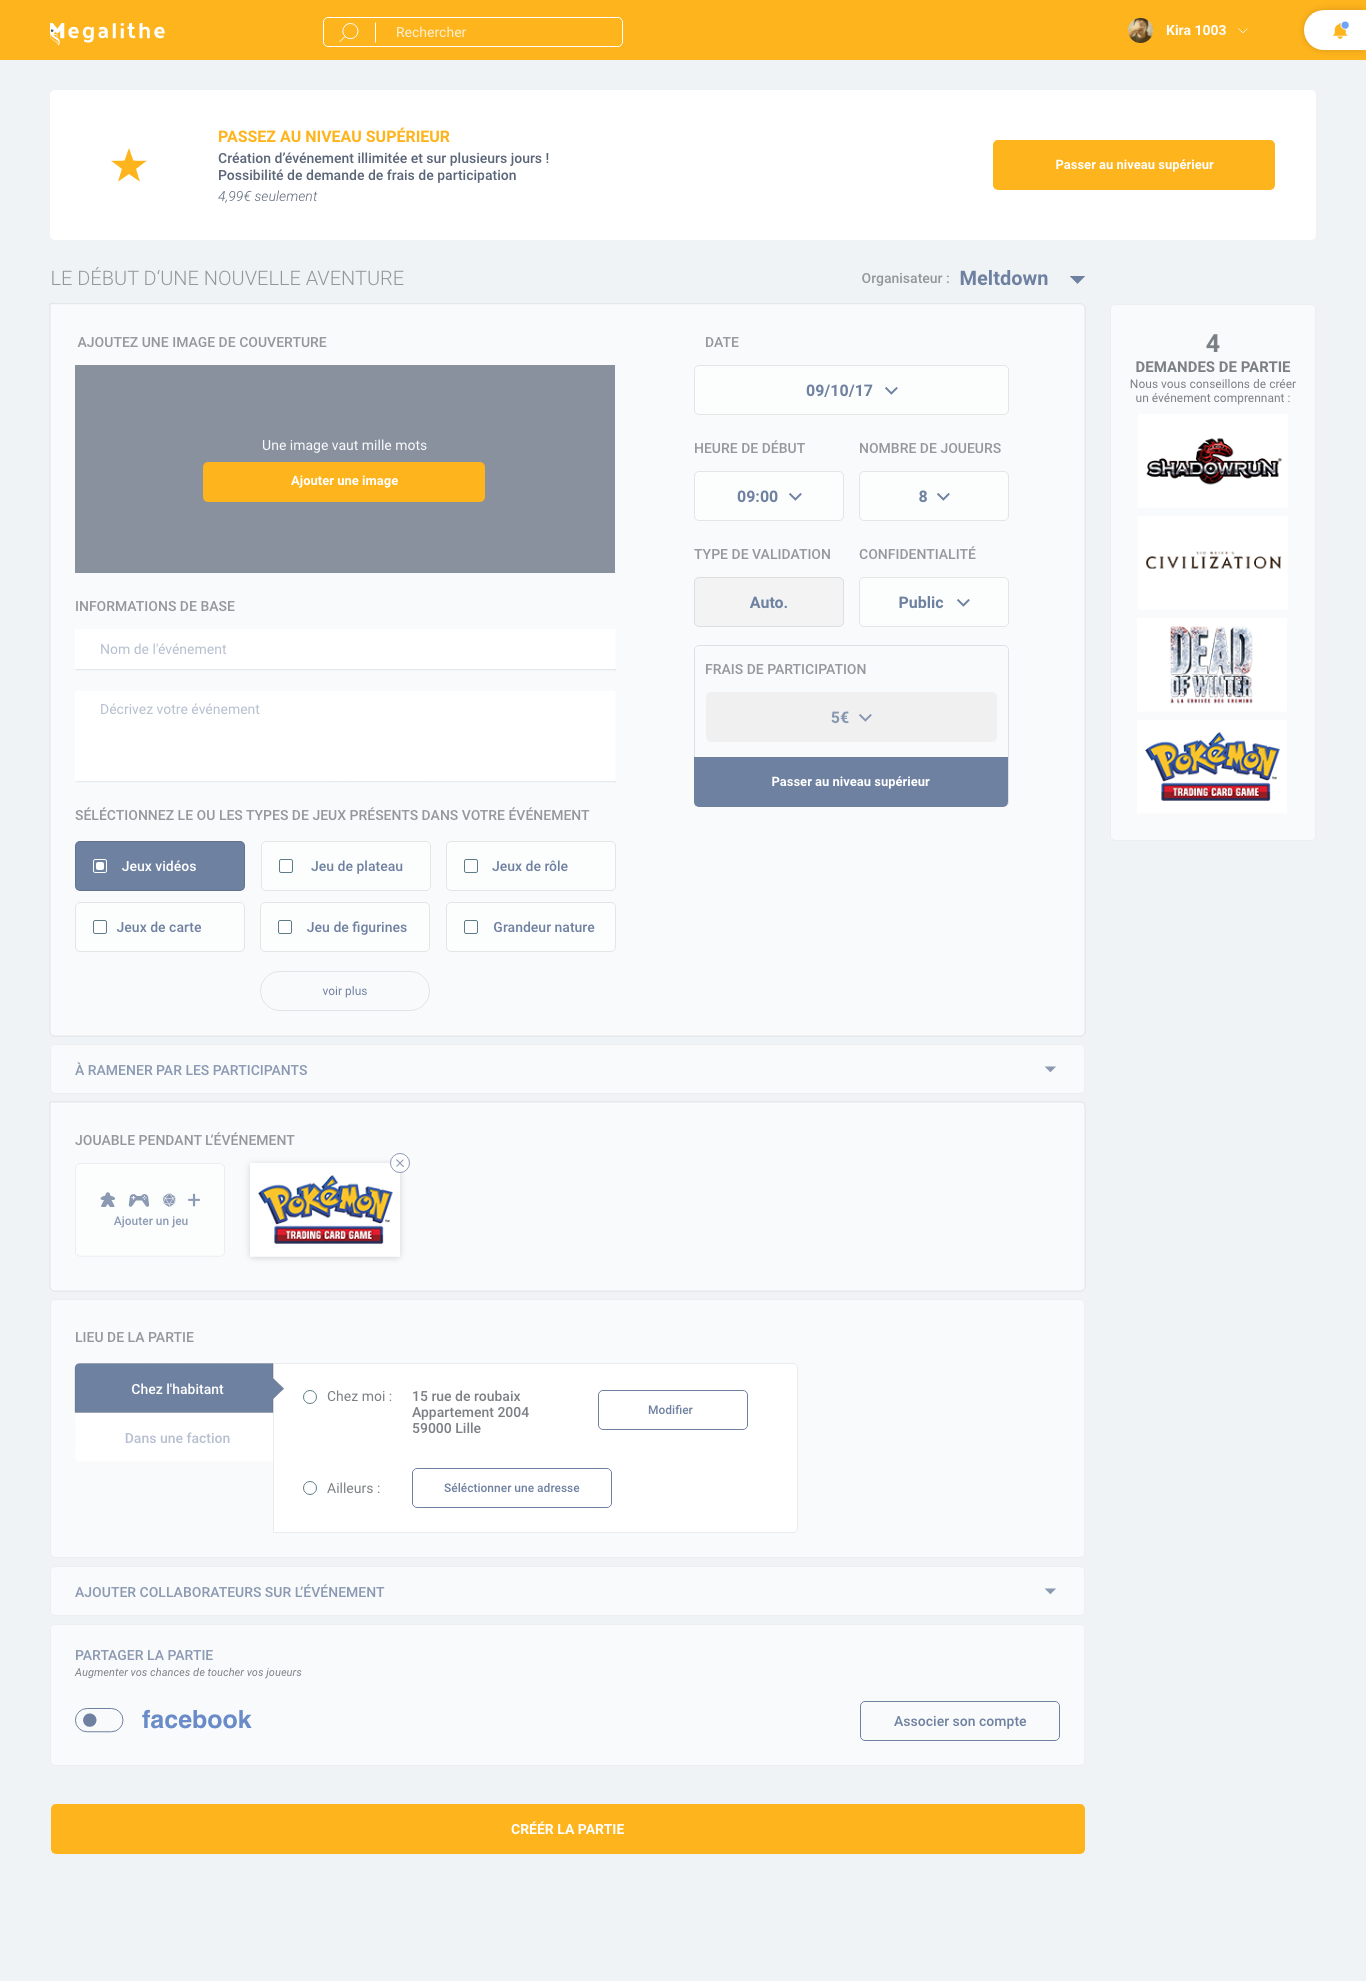 Megalithe
Rechercher
Kira 1003
PASSEZ AU NIVEAU SUPÉRIEUR
Création d'événement illimitée et sur plusieurs jours !
Possibilité de demande de frais de participation
4,99€ seulement
Passer au niveau supérieur
LE DÉBUT D'UNE NOUVELLE AVENTURE
Organisateur : Meltdown
AJOUTEZ UNE IMAGE DE COUVERTURE
Une image vaut mille mots
Ajouter une image
INFORMATIONS DE BASE
Nom de l'événement
Décrivez votre événement
SÉLÉCTIONNEZ LE OU LES TYPES DE JEUX PRÉSENTS DANS VOTRE ÉVÉNEMENT
Jeux vidéos
Jeu de plateau
Jeux de rôle
Jeux de carte
Jeu de figurines
Grandeur nature
voir plus
DATE
09/10/17
HEURE DE DÉBUT
NOMBRE DE JOUEURS
09:00
8
TYPE DE VALIDATION
CONFIDENTIALITÉ
Auto.
Public
FRAIS DE PARTICIPATION
5€
Passer au niveau supérieur
4
DEMANDES DE PARTIE
Nous vous conseillons de créer
un événement comprennant :
SHADOWRUN
SID MEIER'S
CIVILIZATION
DEAD
OF WINTER
À LA CROISÉE DES CHEMINS
POKÉMON
TRADING CARD GAME
À RAMENER PAR LES PARTICIPANTS
JOUABLE PENDANT L'ÉVÉNEMENT
Ajouter un jeu
POKÉMON
TRADING CARD GAME
LIEU DE LA PARTIE
Chez l'habitant
Dans une faction
Chez moi :
15 rue de roubaix
Appartement 2004
59000 Lille
Modifier
Ailleurs :
Séléctionner une adresse
AJOUTER COLLABORATEURS SUR L'ÉVÉNEMENT
PARTAGER LA PARTIE
Augmenter vos chances de toucher vos joueurs
facebook
Associer son compte
CRÉÉR LA PARTIE